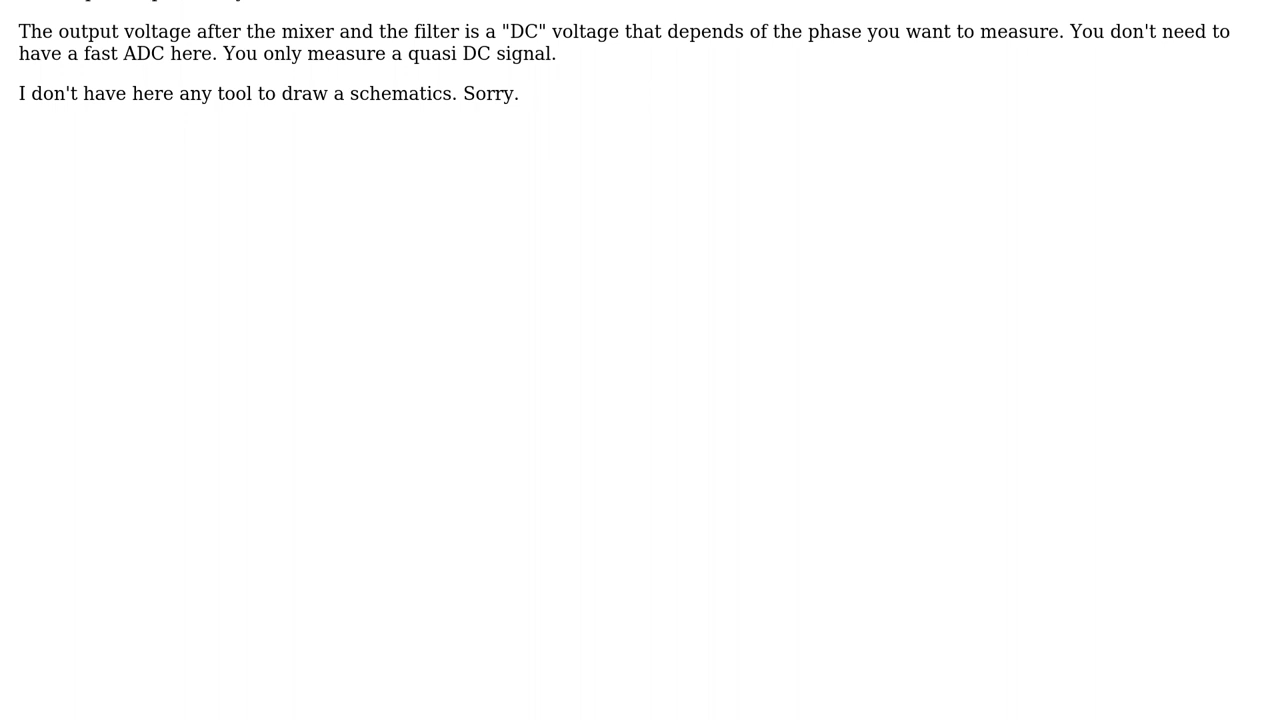 The output voltage after the mixer and the filter is a "DC" voltage that depends of the phase you want to measure. You don't need to
have a fast ADC here. You only measure a quasi DC signal.
I don't have here any tool to draw a schematics. Sorry.